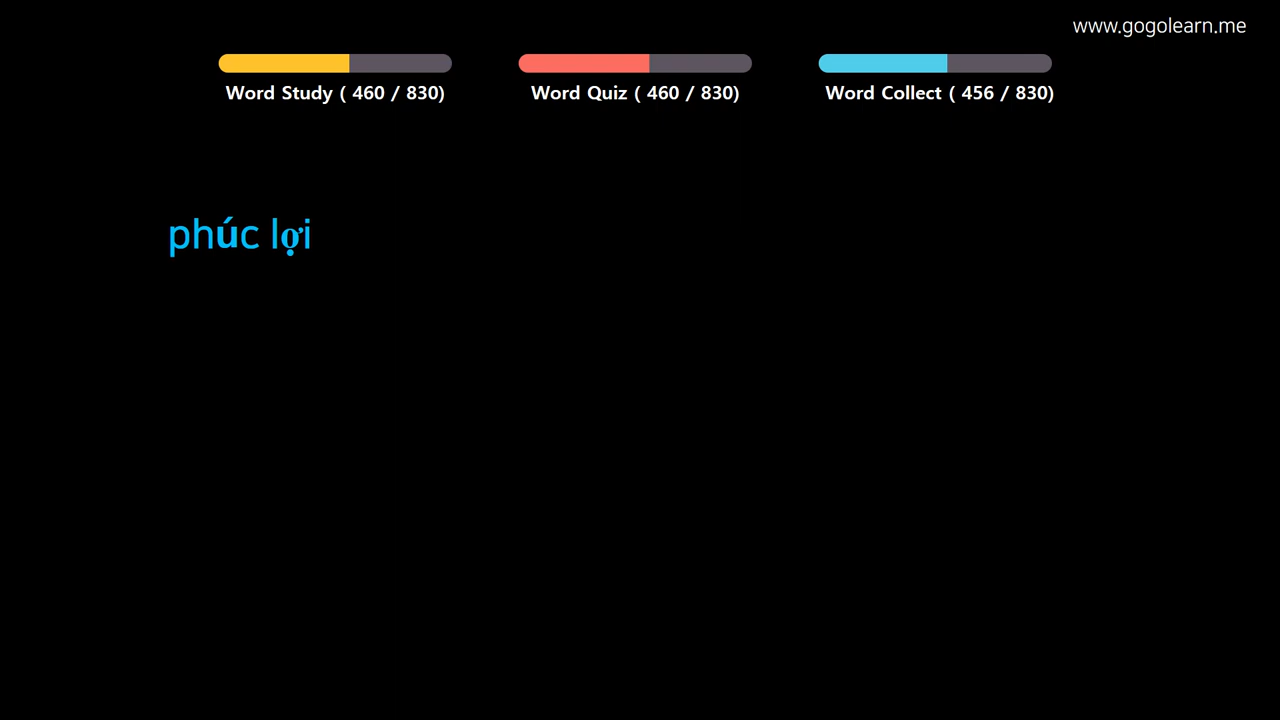 www.gogolearn.me
Word Study ( 460 / 830)
Word Quiz ( 460 / 830)
Word Collect ( 456 / 830)
phúc lợi